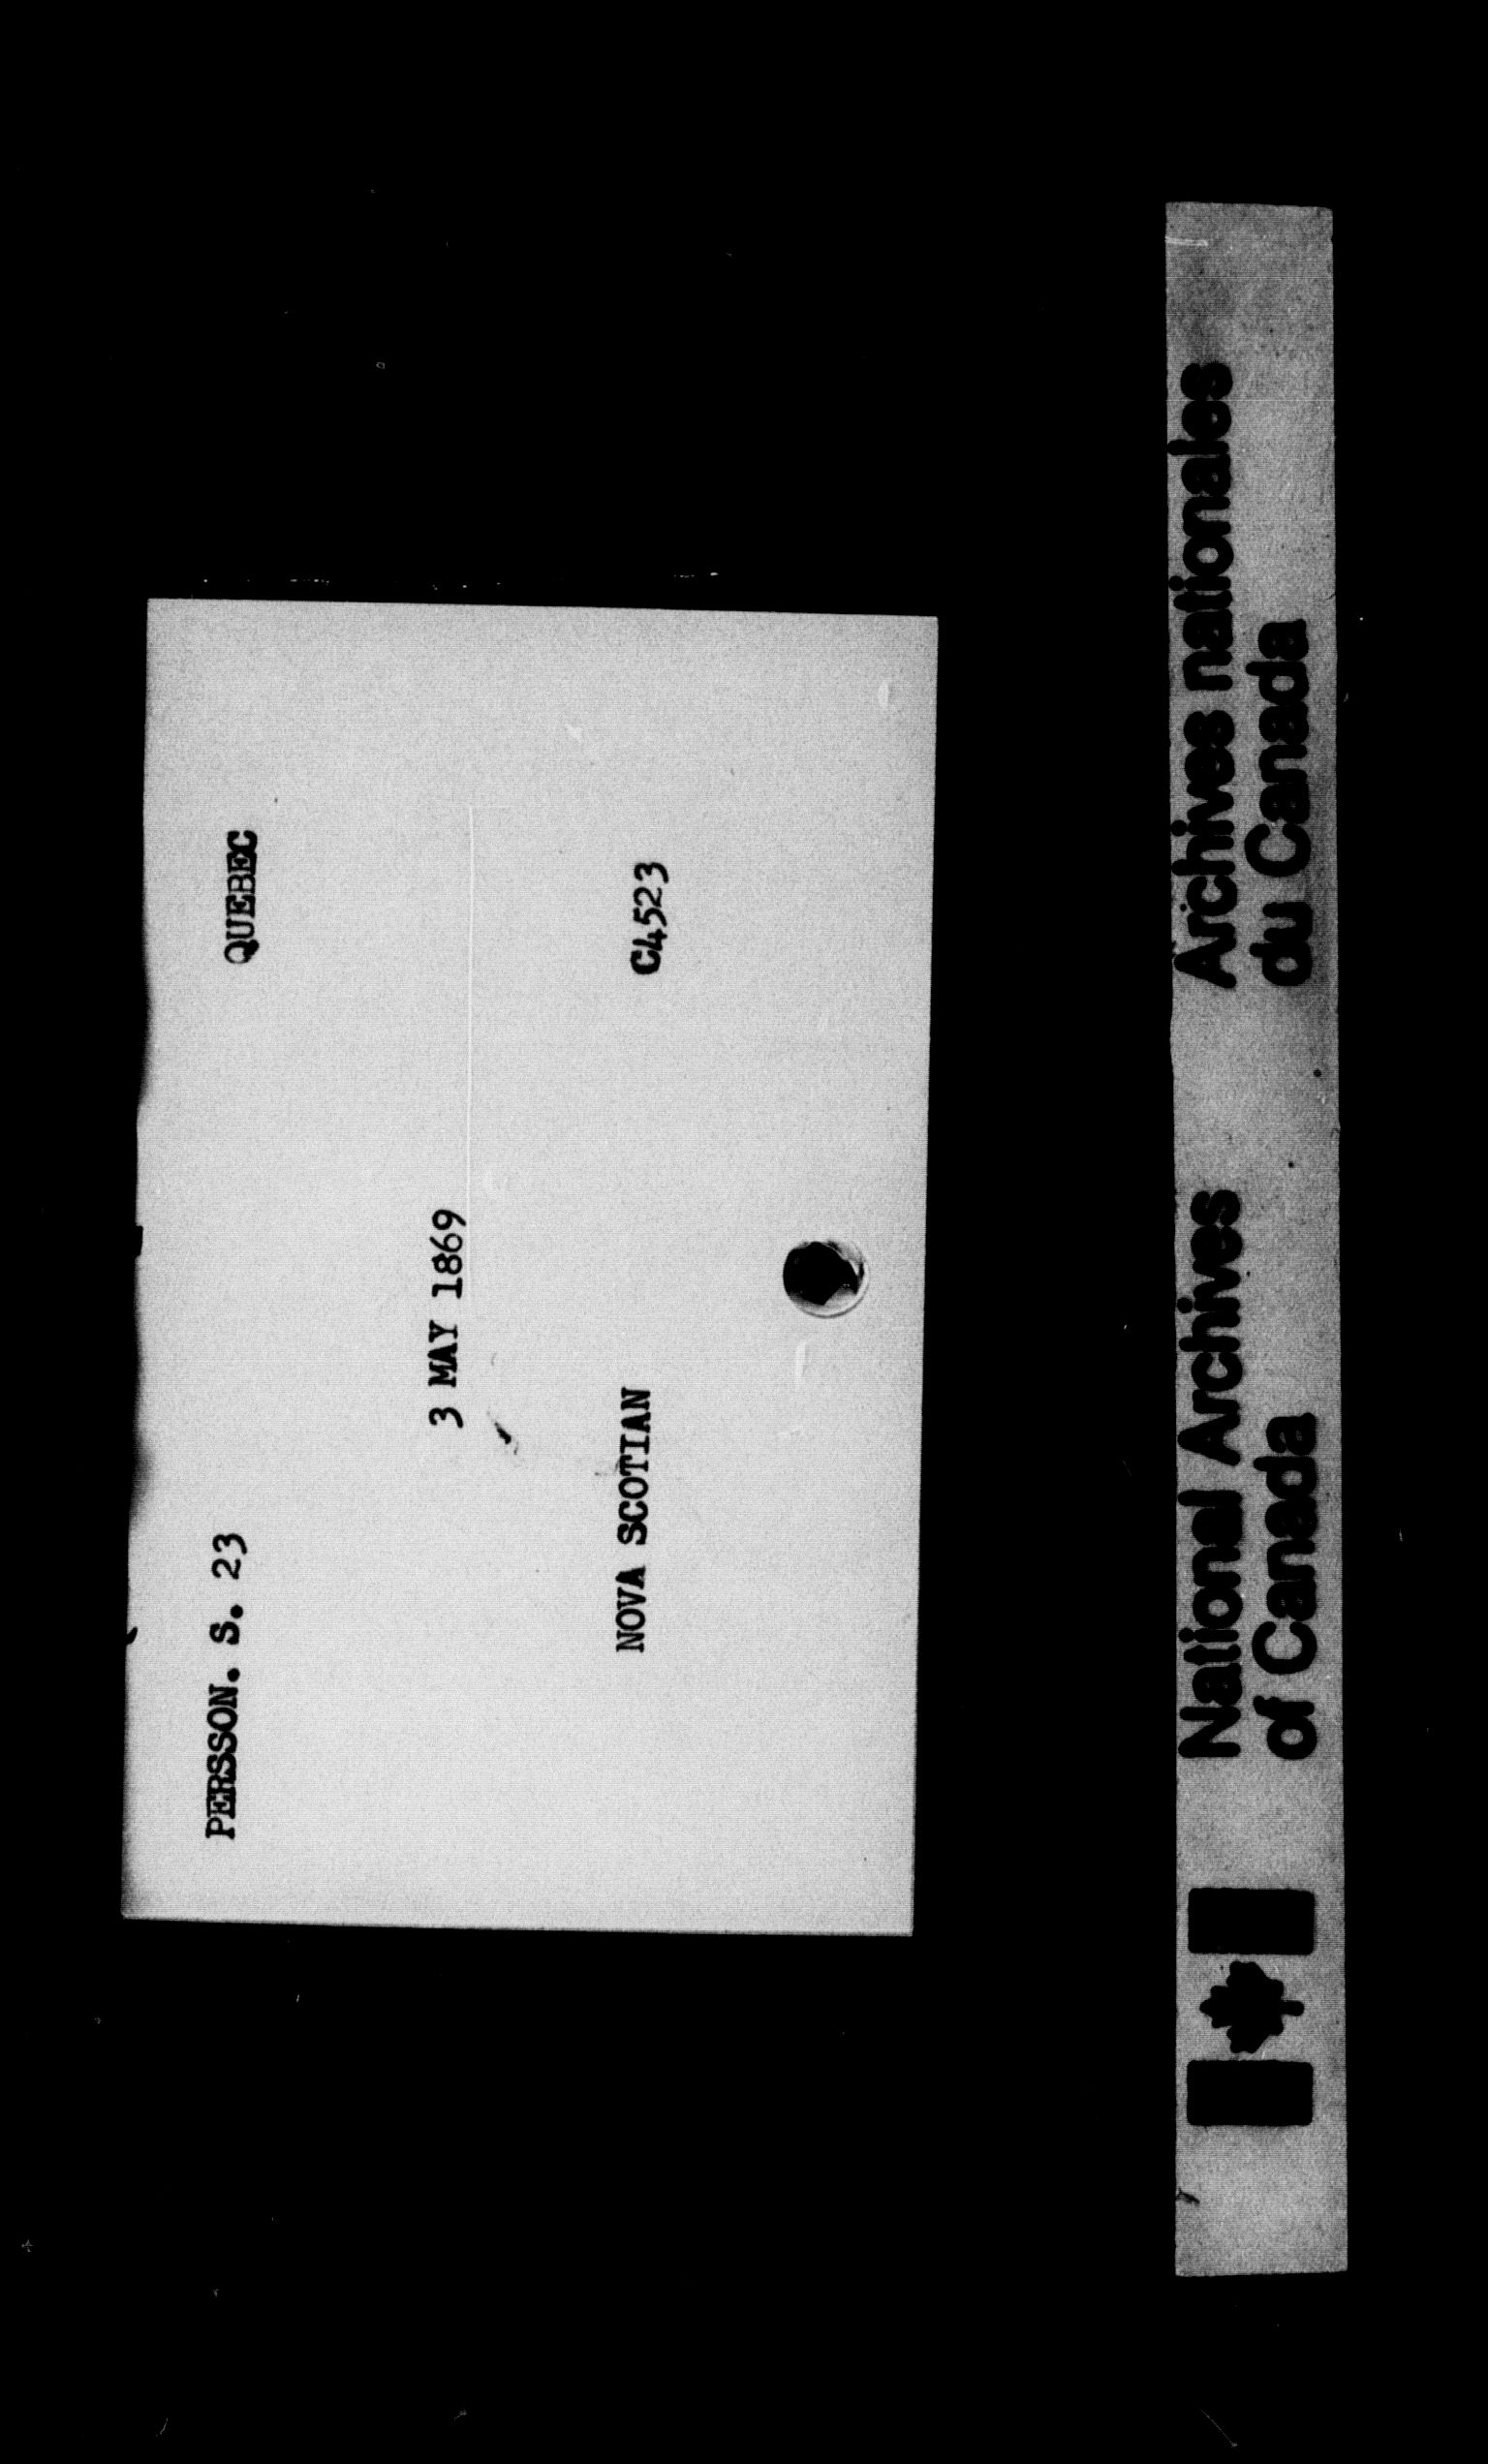 PERSSON. S. 23 QUEBEC
3 MAY 1869
NOVA SCOTIAN C4523
National Archives Archives nationales
of Canada du Canada